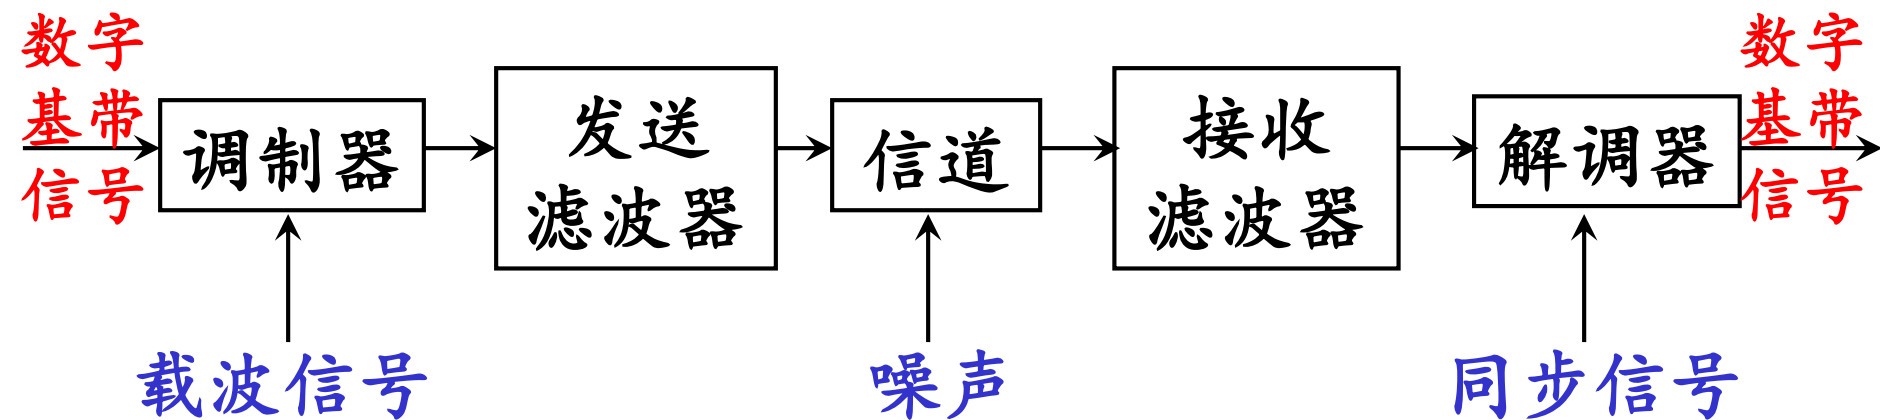 数字
基带
信号
调制器
发送
滤波器
信道
接收
滤波器
解调器
数字
基带
信号
载波信号
噪声
同步信号